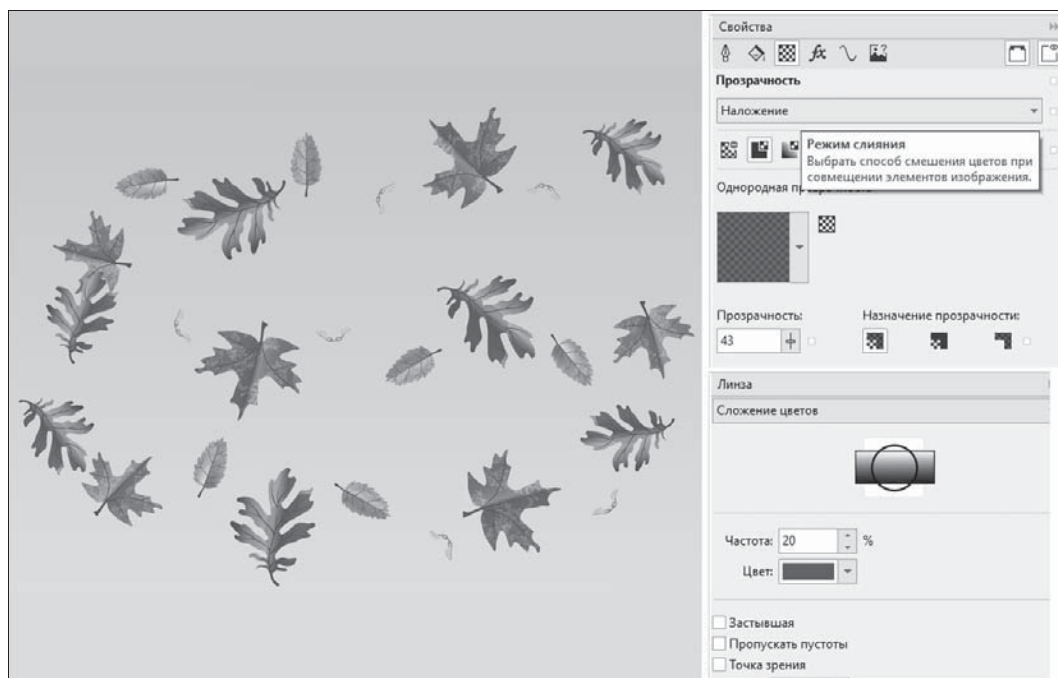 Свойства
fx
Прозрачность
Наложение
Режим слияния
Выбрать способ смешения цветов при
совмещении элементов изображения.
Однородная
Прозрачность:
Назначение прозрачности:
43
Линза
Сложение цветов
Частота: 20 %
Цвет:
Застывшая
Пропускать пустоты
Точка зрения